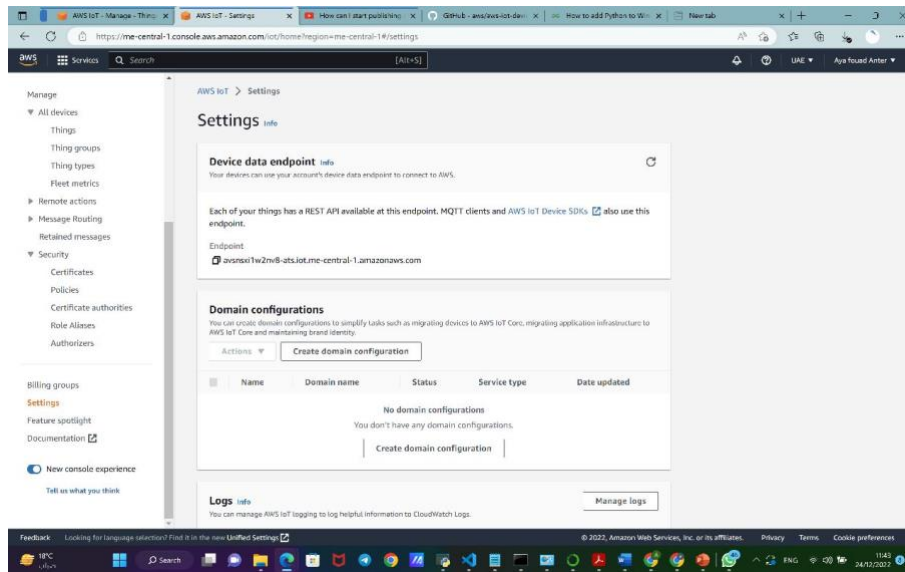 AWS IoT - Manage - Thing
AWS IoT - Settings
How can I start publishing
GitHub - aws/aws-iot-devi
How to add Python to Wi
New tab
https://me-central-1.console.aws.amazon.com/iot/home?region=me-central-1#/settings
aws
Services
Search
[Alt+S]
UAE
Aya fouad Anter
Manage
All devices
Things
Thing groups
Thing types
Fleet metrics
Remote actions
Message Routing
Retained messages
Security
Certificates
Policies
Certificate authorities
Role Aliases
Authorizers
Billing groups
Settings
Feature spotlight
Documentation
New console experience
Tell us what you think
AWS IoT > Settings
Settings Info
Device data endpoint Info
Your devices can use your account's device data endpoint to connect to AWS.
Each of your things has a REST API available at this endpoint. MQTT clients and AWS IoT Device SDKs also use this
endpoint.
Endpoint
avsnsxi1w2nv8-ats.iot.me-central-1.amazonaws.com
Domain configurations
You can create domain configurations to simplify tasks such as migrating devices to AWS IoT Core, migrating application infrastructure to
AWS IoT Core and maintaining brand identity.
Actions
Create domain configuration
Name Domain name Status Service type Date updated
No domain configurations
You don't have any domain configurations.
Create domain configuration
Logs Info
You can manage AWS IoT logging to log helpful information to CloudWatch Logs.
Manage logs
Feedback Looking for language selection? Find it in the new Unified Settings
© 2022, Amazon Web Services, Inc. or its affiliates. Privacy Terms Cookie preferences
18°C
Search
ENG
11:43
24/12/2022